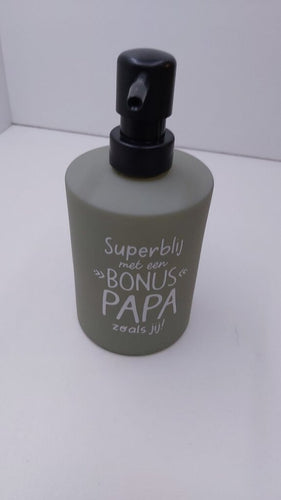 Superblij
met een
BONUS
PAPA
zoals jij!